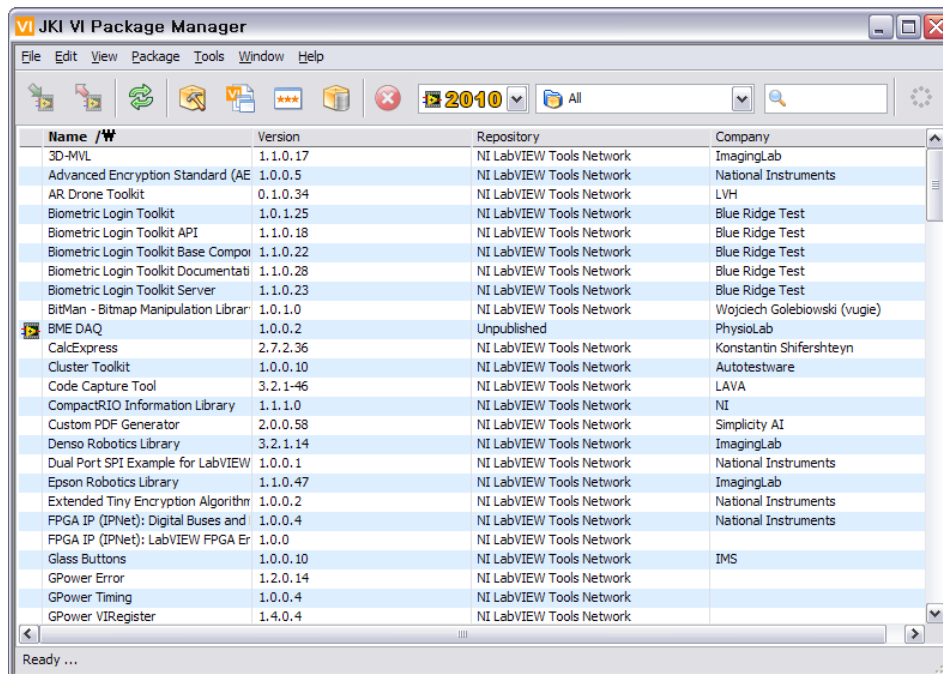 VI JKI VI Package Manager
File Edit View Package Tools Window Help
VI 2010 All
Name /₩ Version Repository Company
3D-MVL 1.1.0.17 NI LabVIEW Tools Network ImagingLab
Advanced Encryption Standard (AE 1.0.0.5 NI LabVIEW Tools Network National Instruments
AR Drone Toolkit 0.1.0.34 NI LabVIEW Tools Network LVH
Biometric Login Toolkit 1.0.1.25 NI LabVIEW Tools Network Blue Ridge Test
Biometric Login Toolkit API 1.1.0.18 NI LabVIEW Tools Network Blue Ridge Test
Biometric Login Toolkit Base Compor 1.1.0.22 NI LabVIEW Tools Network Blue Ridge Test
Biometric Login Toolkit Documentati 1.1.0.28 NI LabVIEW Tools Network Blue Ridge Test
Biometric Login Toolkit Server 1.1.0.23 NI LabVIEW Tools Network Blue Ridge Test
BitMan - Bitmap Manipulation Librar 1.0.1.0 NI LabVIEW Tools Network Wojciech Golebiowski (vugie)
BME DAQ 1.0.0.2 Unpublished PhysioLab
CalcExpress 2.7.2.36 NI LabVIEW Tools Network Konstantin Shifershteyn
Cluster Toolkit 1.0.0.10 NI LabVIEW Tools Network Autotestware
Code Capture Tool 3.2.1-46 NI LabVIEW Tools Network LAVA
CompactRIO Information Library 1.1.1.0 NI LabVIEW Tools Network NI
Custom PDF Generator 2.0.0.58 NI LabVIEW Tools Network Simplicity AI
Denso Robotics Library 3.2.1.14 NI LabVIEW Tools Network ImagingLab
Dual Port SPI Example for LabVIEW 1.0.0.1 NI LabVIEW Tools Network National Instruments
Epson Robotics Library 1.1.0.47 NI LabVIEW Tools Network ImagingLab
Extended Tiny Encryption Algorithm 1.0.0.2 NI LabVIEW Tools Network National Instruments
FPGA IP (IPNet): Digital Buses and 1.0.0.4 NI LabVIEW Tools Network National Instruments
FPGA IP (IPNet): LabVIEW FPGA Er 1.0.0 NI LabVIEW Tools Network
Glass Buttons 1.0.0.10 NI LabVIEW Tools Network IMS
GPower Error 1.2.0.14 NI LabVIEW Tools Network
GPower Timing 1.0.0.4 NI LabVIEW Tools Network
GPower VIRegister 1.4.0.4 NI LabVIEW Tools Network
Ready ...